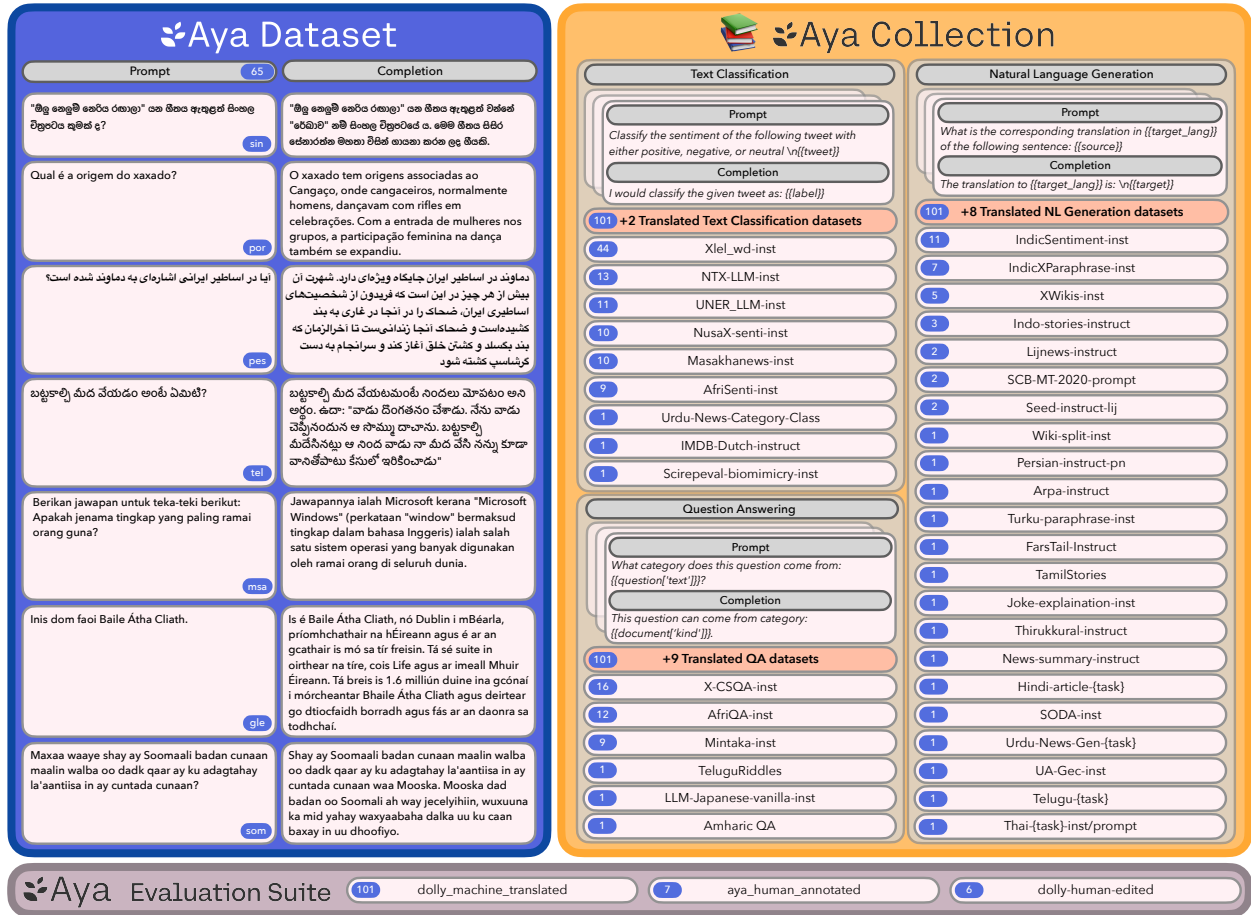 Aya Dataset
Prompt 65
Completion
"ඕලු නෙලුම් නෙරිය රඟාලා" යන ගීතය ඇතුළත් සිංහල
චිත්‍රපටය කුමක් ද?
sin
"ඕලු නෙලුම් නෙරිය රඟාලා" යන ගීතය ඇතුළත් වන්නේ
"රේඛාව" නම් සිංහල චිත්‍රපටයේ ය. මෙම ගීතය සිසිර
සේනාරත්න මහතා විසින් ගායනා කරන ලද ගීයකි.
Qual é a origem do xaxado?
por
O xaxado tem origens associadas ao
Cangaço, onde cangaceiros, normalmente
homens, dançavam com rifles em
celebrações. Com a entrada de mulheres nos
grupos, a participação feminina na dança
também se expandiu.
آیا در اساطیر ایرانی اشاره‌ای به دماوند شده است؟
pes
دماوند در اساطیر ایران جایگاه ویژه‌ای دارد. شهرت آن
بیش از هر چیز در این است که فریدون از شخصیت‌های
اساطیری ایران، ضحاک را در آنجا در غاری به بند
کشیده‌است و ضحاک آنجا زندانی‌ست تا آخرالزمان که
بند بگسلد و کشتن خلق آغاز کند و سرانجام به دست
گرشاسپ کشته شود
బట్టకాల్చి మీద వేయడం అంటే ఏమిటి?
tel
బట్టకాల్చి మీద వేయటమంటే నిందలు మోపటం అని
అర్థం. ఉదా: "వాడు దొంగతనం చేశాడు. నేను వాడు
చెప్పినందున ఆ సొమ్ము దాచాను. బట్టకాల్చి
మీదేసినట్లు ఆ నింద వాడు నా మీద వేసి నన్ను కూడా
వానితోపాటు కేసులో ఇరికించాడు"
Berikan jawapan untuk teka-teki berikut:
Apakah jenama tingkap yang paling ramai
orang guna?
msa
Jawapannya ialah Microsoft kerana "Microsoft
Windows" (perkataan "window" bermaksud
tingkap dalam bahasa Inggeris) ialah salah
satu sistem operasi yang banyak digunakan
oleh ramai orang di seluruh dunia.
Inis dom faoi Baile Átha Cliath.
gle
Is é Baile Átha Cliath, nó Dublin i mBéarla,
príomhchathair na hÉireann agus é ar an
gcathair is mó sa tír freisin. Tá sé suite in
oirthear na tíre, cois Life agus ar imeall Mhuir
Éireann. Tá breis is 1.6 milliún duine ina gcónaí
i mórcheantar Bhaile Átha Cliath agus deirtear
go dtiocfaidh borradh agus fás ar an daonra sa
todhchaí.
Maxaa waaye shay ay Soomaali badan cunaan
maalin walba oo dadk qaar ay ku adagtahay
la'aantiisa in ay cuntada cunaan?
som
Shay ay Soomaali badan cunaan maalin walba
oo dadk qaar ay ku adagtahay la'aantiisa in ay
cuntada cunaan waa Mooska. Mooska dad
badan oo Soomali ah way jecelyihiin, wuxuuna
ka mid yahay waxyaabaha dalka uu ku caan
baxay in uu dhoofiyo.
Aya Collection
Text Classification
Prompt
Classify the sentiment of the following tweet with
either positive, negative, or neutral \n{{tweet}}
Completion
I would classify the given tweet as: {{label}}
101 +2 Translated Text Classification datasets
44 Xlel_wd-inst
13 NTX-LLM-inst
11 UNER_LLM-inst
10 NusaX-senti-inst
10 Masakhanews-inst
9 AfriSenti-inst
1 Urdu-News-Category-Class
1 IMDB-Dutch-instruct
1 Scirepeval-biomimicry-inst
Question Answering
Prompt
What category does this question come from:
{{question['text']}}?
Completion
This question can come from category:
{{document['kind']}}.
101 +9 Translated QA datasets
16 X-CSQA-inst
12 AfriQA-inst
9 Mintaka-inst
1 TeluguRiddles
1 LLM-Japanese-vanilla-inst
1 Amharic QA
Natural Language Generation
Prompt
What is the corresponding translation in {{target_lang}}
of the following sentence: {{source}}
Completion
The translation to {{target_lang}} is: \n{{target}}
101 +8 Translated NL Generation datasets
11 IndicSentiment-inst
7 IndicXParaphrase-inst
5 XWikis-inst
3 Indo-stories-instruct
2 Lijnews-instruct
2 SCB-MT-2020-prompt
2 Seed-instruct-lij
1 Wiki-split-inst
1 Persian-instruct-pn
1 Arpa-instruct
1 Turku-paraphrase-inst
1 FarsTail-Instruct
1 TamilStories
1 Joke-explaination-inst
1 Thirukkural-instruct
1 News-summary-instruct
1 Hindi-article-{task}
1 SODA-inst
1 Urdu-News-Gen-{task}
1 UA-Gec-inst
1 Telugu-{task}
1 Thai-{task}-inst/prompt
Aya Evaluation Suite
101 dolly_machine_translated
7 aya_human_annotated
6 dolly-human-edited